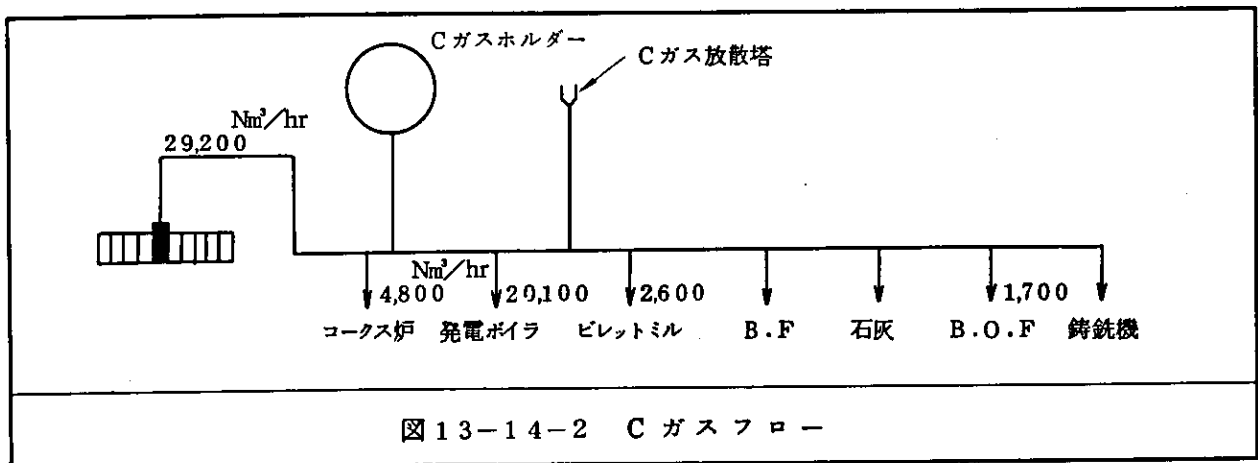 Cガスホルダー
Cガス放散塔
Nm³/hr
29,200
Nm³/hr
4,800 20,100 2,600 1,700
コークス炉 発電ボイラ ビレットミル B.F 石灰 B.O.F 鋳銑機
図13-14-2 Cガスフロー